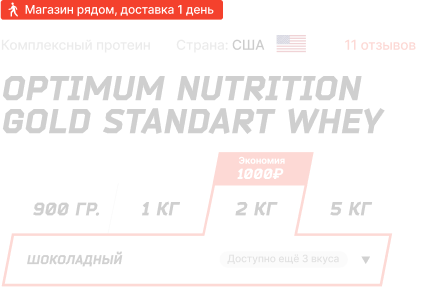 Магазин рядом, доставка 1 день
Комплексный протеин Страна: США 11 отзывов
OPTIMUM NUTRITION
GOLD STANDART WHEY
Экономия
1000₽
900 ГР. 1 КГ 2 КГ 5 КГ
ШОКОЛАДНЫЙ Доступно ещё 3 вкуса ▼